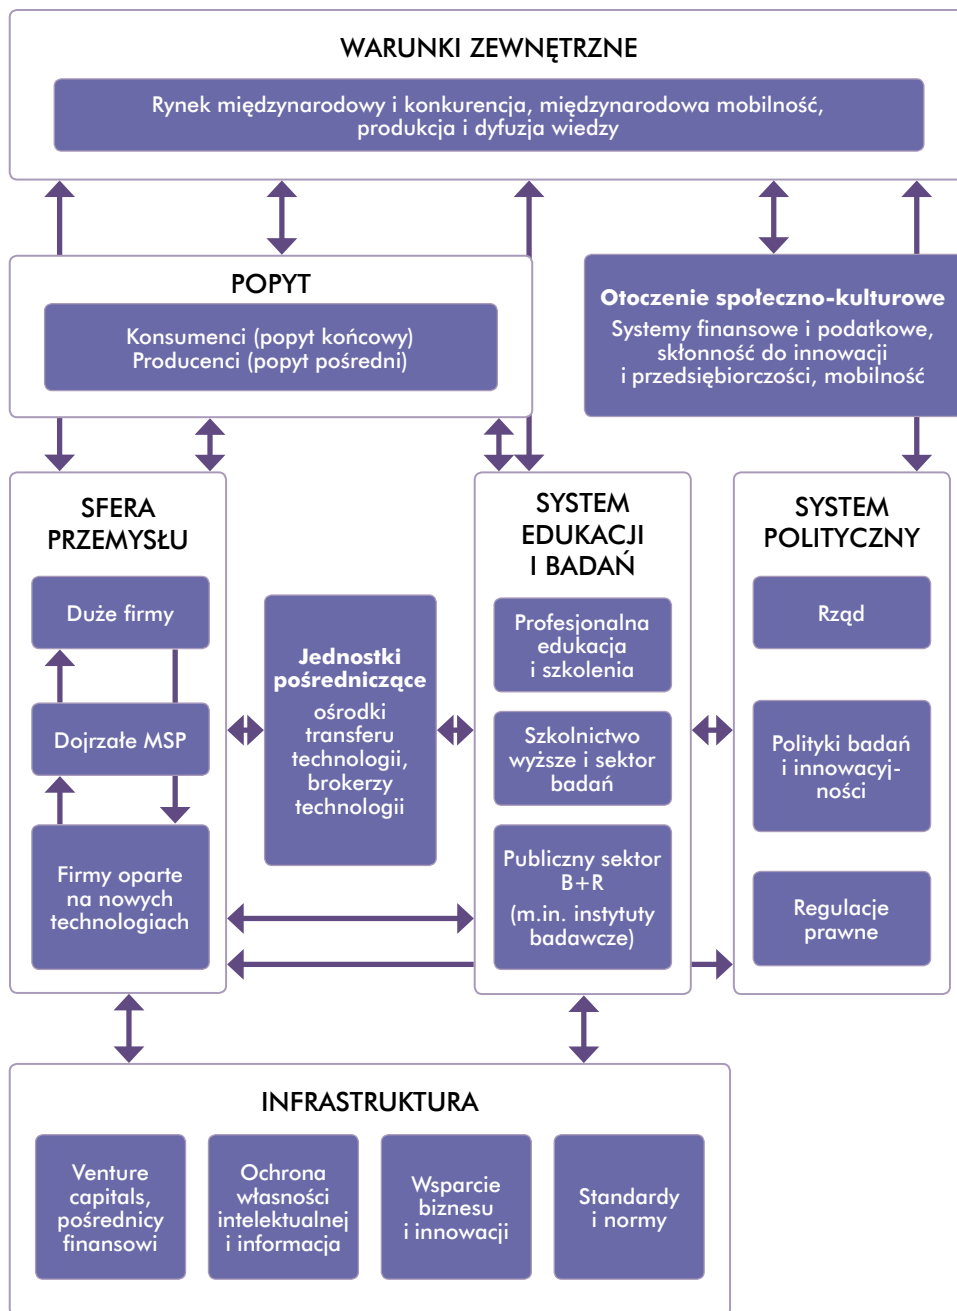 WARUNKI ZEWNĘTRZNE
Rynek międzynarodowy i konkurencja, międzynarodowa mobilność,
produkcja i dyfuzja wiedzy
POPYT
Konsumenci (popyt końcowy)
Producenci (popyt pośredni)
Otoczenie społeczno-kulturowe
Systemy finansowe i podatkowe,
skłonność do innowacji
i przedsiębiorczości, mobilność
SFERA
PRZEMYSŁU
Duże firmy
Dojrzałe MSP
Firmy oparte
na nowych
technologiach
Jednostki
pośredniczące
ośrodki
transferu
technologii,
brokerzy
technologii
SYSTEM
EDUKACJI
I BADAŃ
Profesjonalna
edukacja
i szkolenia
Szkolnictwo
wyższe i sektor
badań
Publiczny sektor
B+R
(m.in. instytuty
badawcze)
SYSTEM
POLITYCZNY
Rząd
Polityki badań
i innowacyj-
ności
Regulacje
prawne
INFRASTRUKTURA
Venture
capitals,
pośrednicy
finansowi
Ochrona
własności
intelektualnej
i informacja
Wsparcie
biznesu
i innowacji
Standardy
i normy